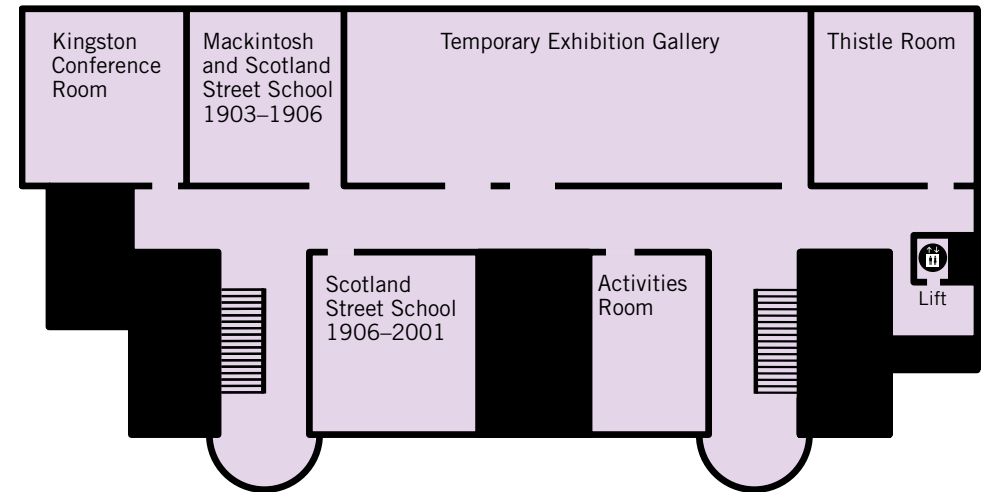 Kingston
Conference
Room
Mackintosh
and Scotland
Street School
1903–1906
Temporary Exhibition Gallery
Thistle Room
Scotland
Street School
1906–2001
Activities
Room
Lift